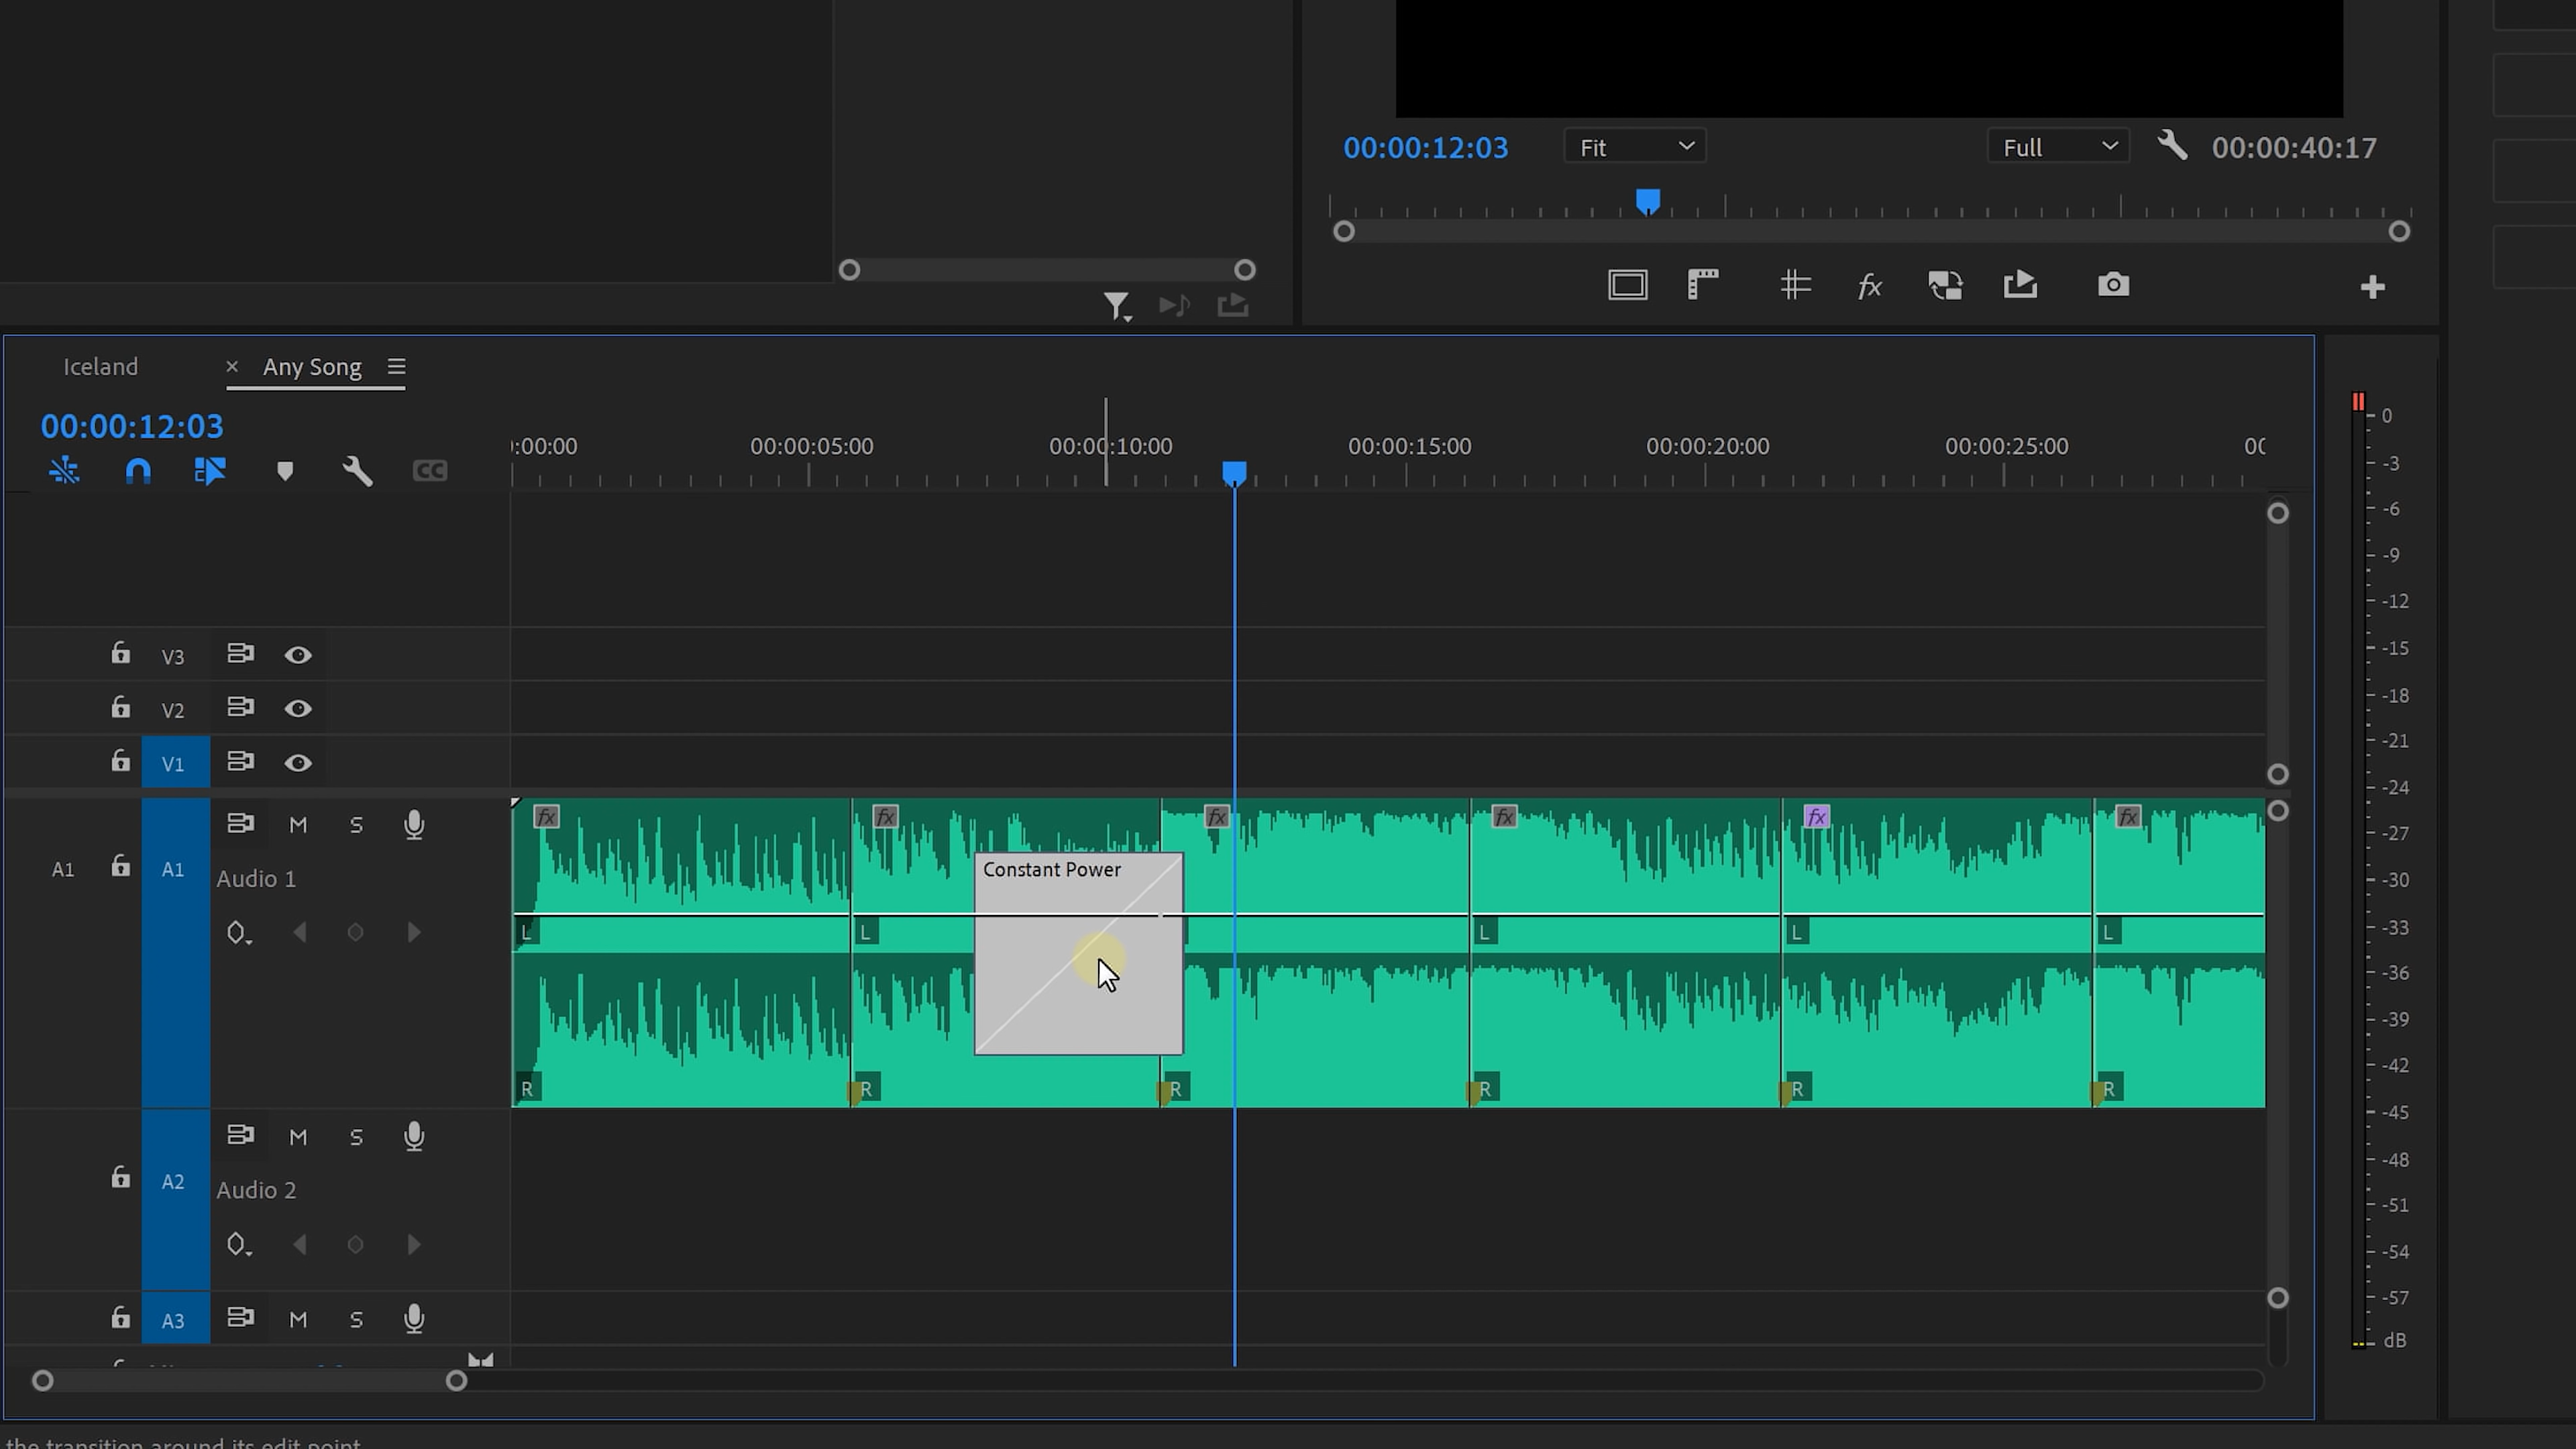 00:00:12:03
Fit
Full
00:00:40:17
fx
Iceland
× Any Song
00:00:12:03
CC
:00:00
00:00:05:00
00:00:10:00
00:00:15:00
00:00:20:00
00:00:25:00
00
V3
V2
V1
A1
A1
M
S
Audio 1
fx
fx
fx
fx
fx
fx
Constant Power
L
L
L
L
L
R
R
R
R
R
R
A2
M
S
Audio 2
A3
M
S
0
-3
-6
-9
-12
-15
-18
-21
-24
-27
-30
-33
-36
-39
-42
-45
-48
-51
-54
-57
dB
the transition around its edit point